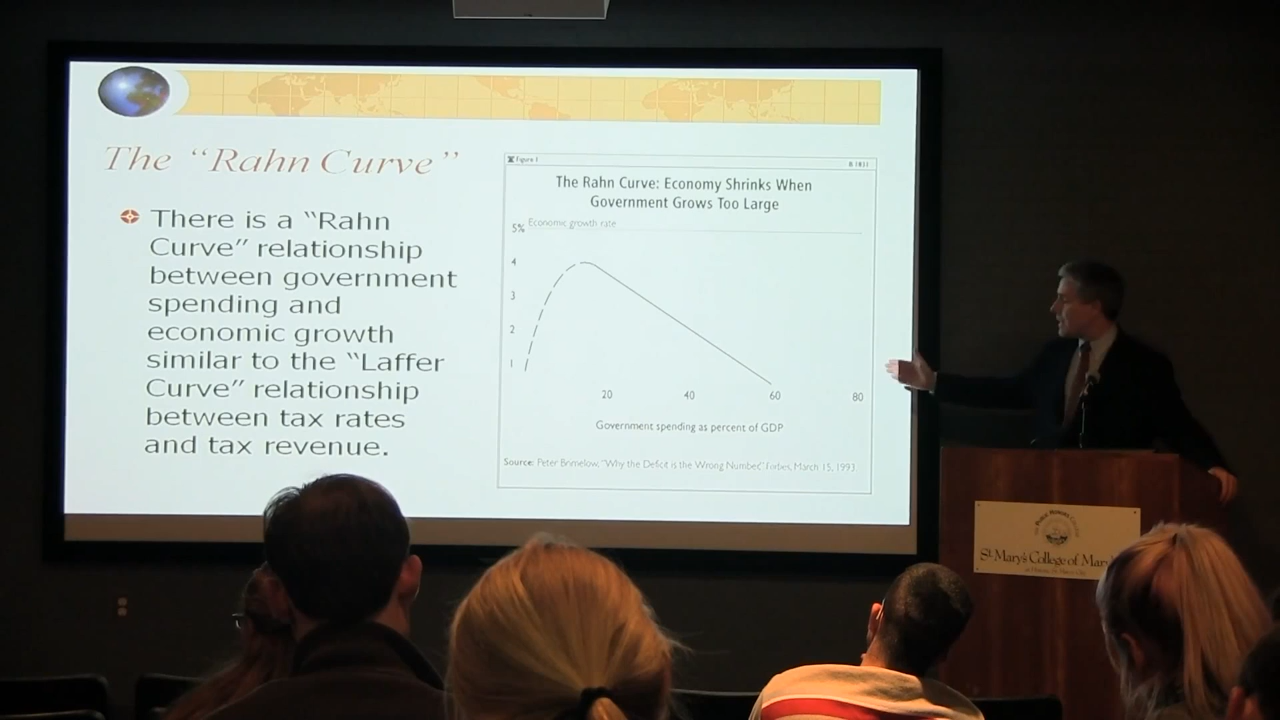 The “Rahn Curve”
There is a “Rahn
Curve” relationship
between government
spending and
economic growth
similar to the “Laffer
Curve” relationship
between tax rates
and tax revenue.
Figure 1
B 1831
The Rahn Curve: Economy Shrinks When
Government Grows Too Large
5% Economic growth rate
4
3
2
1
20 40 60 80
Government spending as percent of GDP
Source: Peter Brimelow, "Why the Deficit is the Wrong Number," Forbes, March 15, 1993.
St. Mary's College of Mary